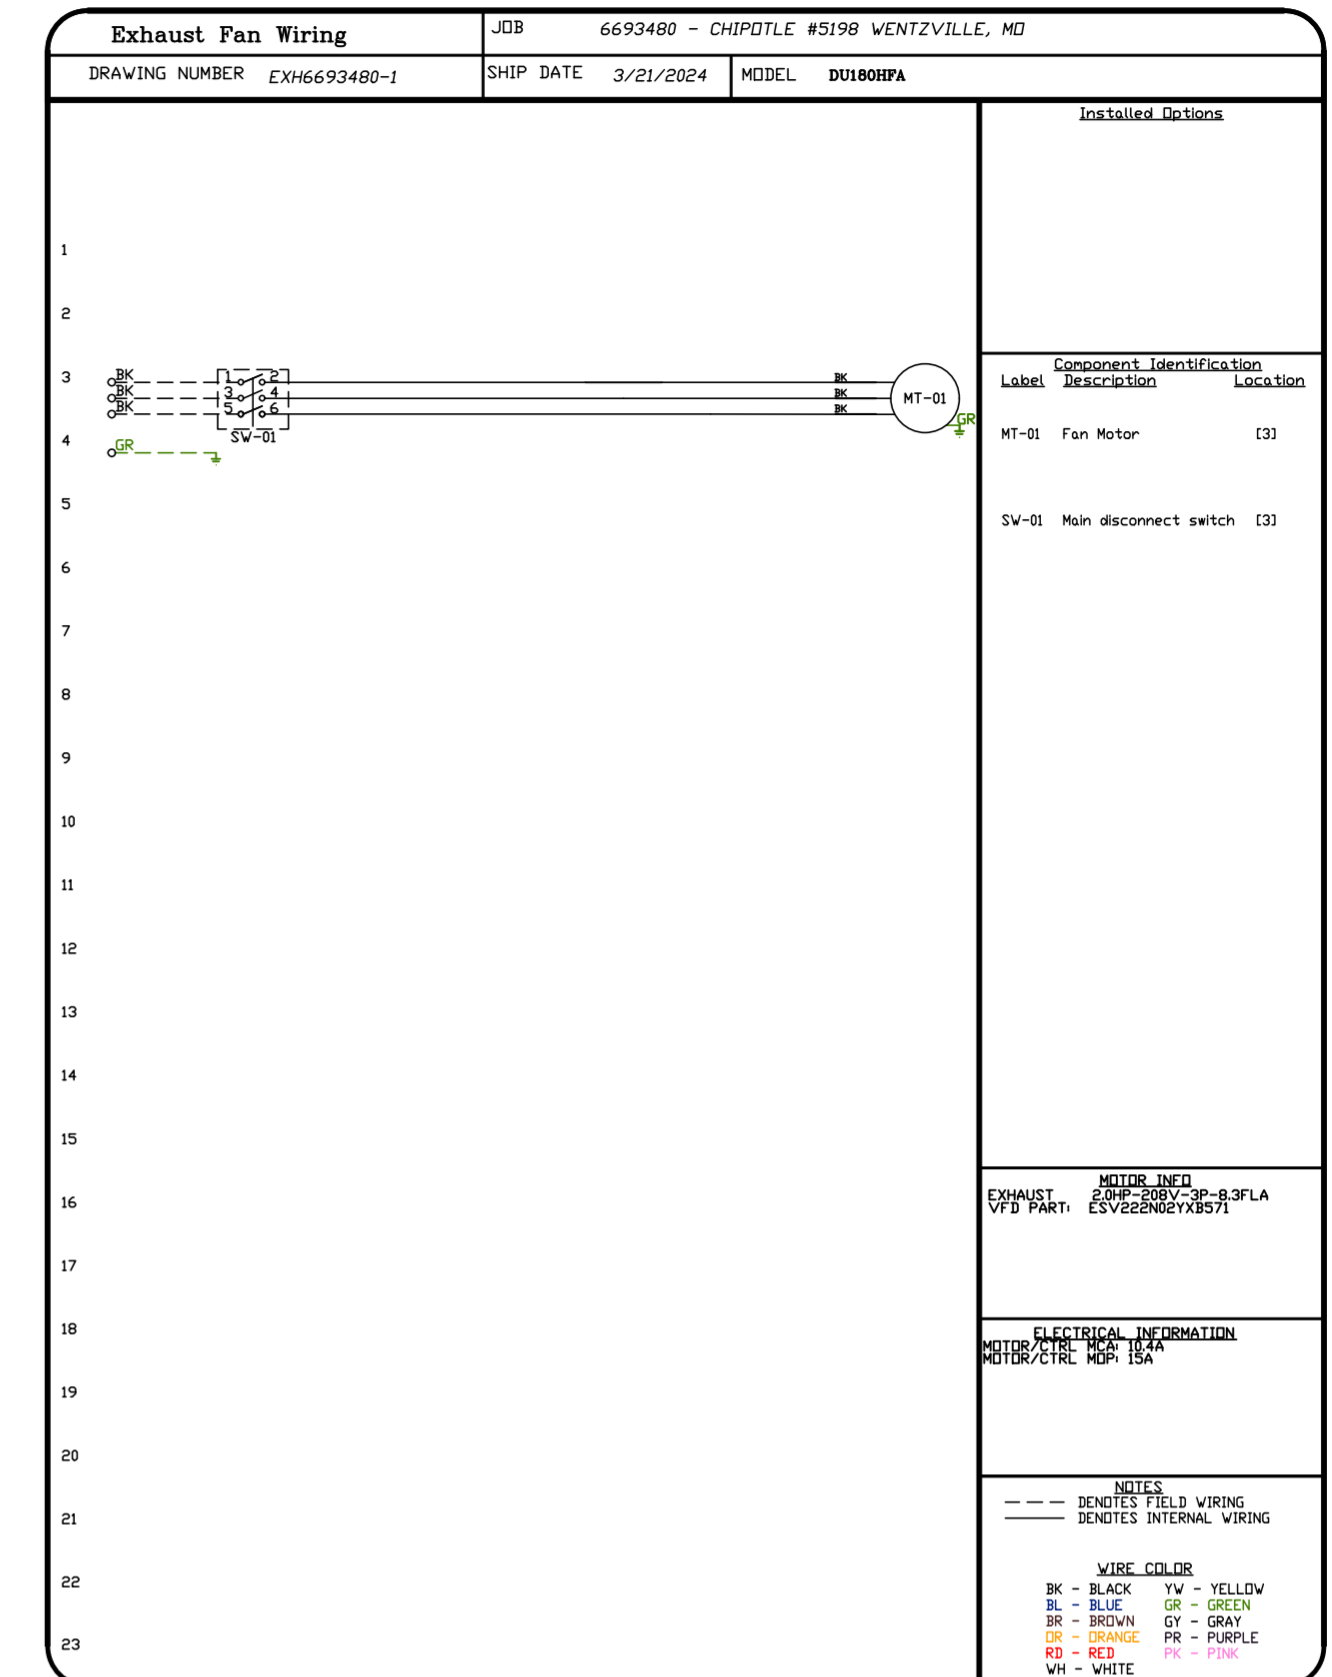 Exhaust Fan Wiring
JOB 6693480 - CHIPOTLE #5198 WENTZVILLE, MO
DRAWING NUMBER EXH6693480-1
SHIP DATE 3/21/2024
MODEL DU180HFA
Installed Options
1
2
3
BK 1 2 BK
BK 3 4 BK MT-01
BK 5 6 BK
GR
SW-01
4
GR
5
6
7
8
9
10
11
12
13
14
15
16
17
18
19
20
21
22
23
Component Identification
Label Description Location
MT-01 Fan Motor [3]
SW-01 Main disconnect switch [3]
MOTOR INFO
EXHAUST 2.0HP-208V-3P-8.3FLA
VFD PART: ESV222N02YXB571
ELECTRICAL INFORMATION
MOTOR/CTRL MCA: 10.4A
MOTOR/CTRL MOP: 15A
NOTES
DENOTES FIELD WIRING
DENOTES INTERNAL WIRING
WIRE COLOR
BK - BLACK YW - YELLOW
BL - BLUE GR - GREEN
BR - BROWN GY - GRAY
OR - ORANGE PR - PURPLE
RD - RED PK - PINK
WH - WHITE